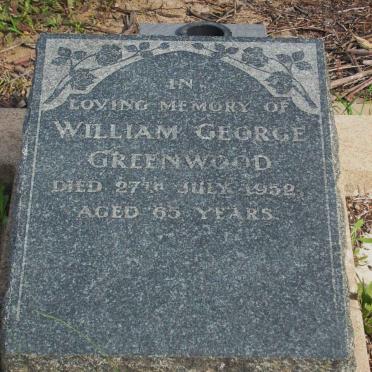 IN
LOVING MEMORY OF
WILLIAM GEORGE
GREENWOOD
DIED 27TH JULY 1952,
AGED 65 YEARS.